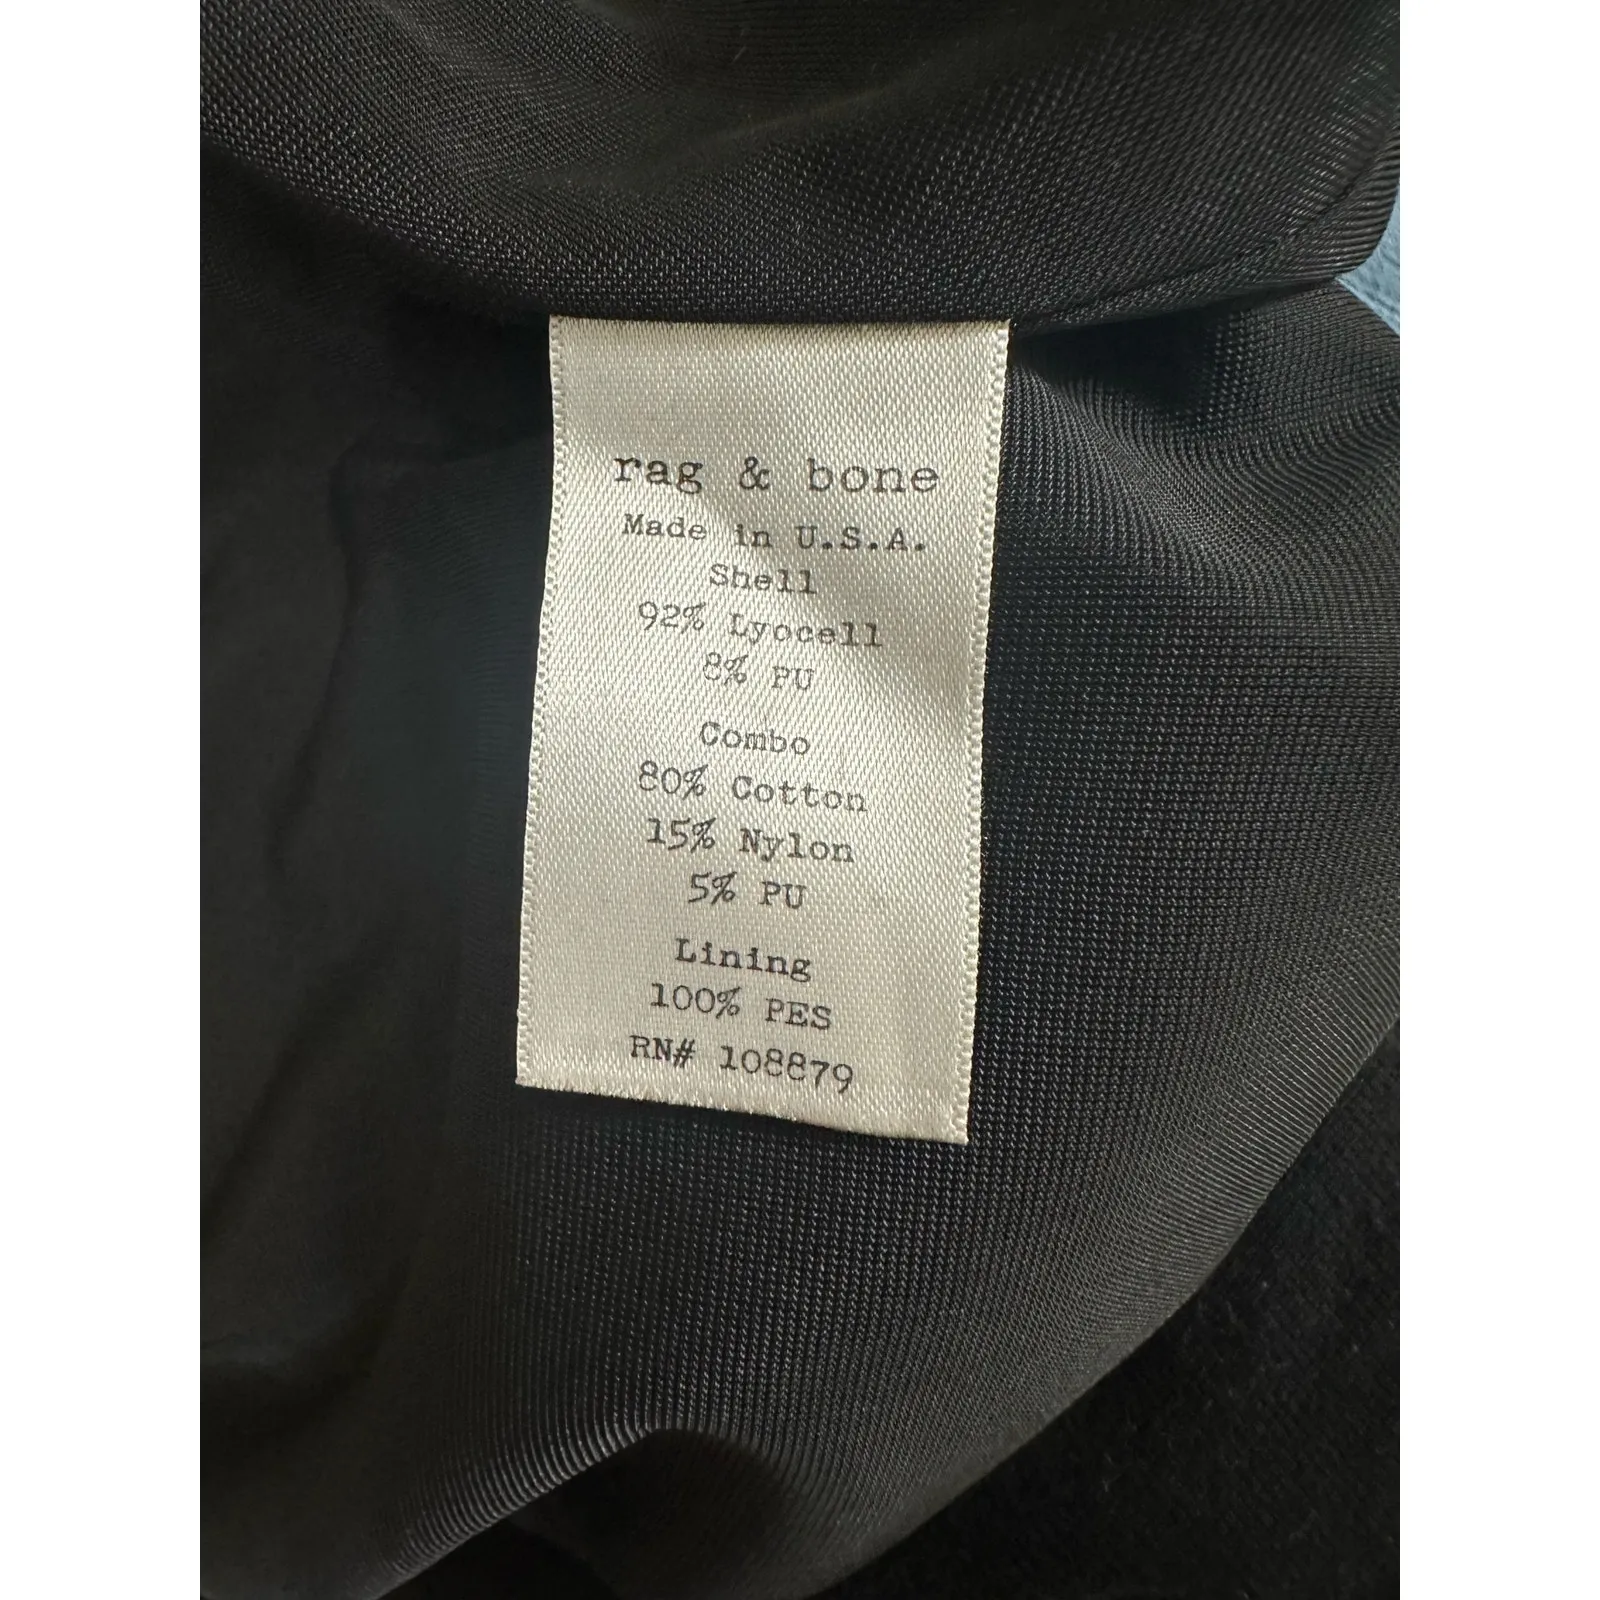 rag & bone
Made in U.S.A.
Shell
92% Lyocell
8% PU
Combo
80% Cotton
15% Nylon
5% PU
Lining
100% PES
RN# 108879